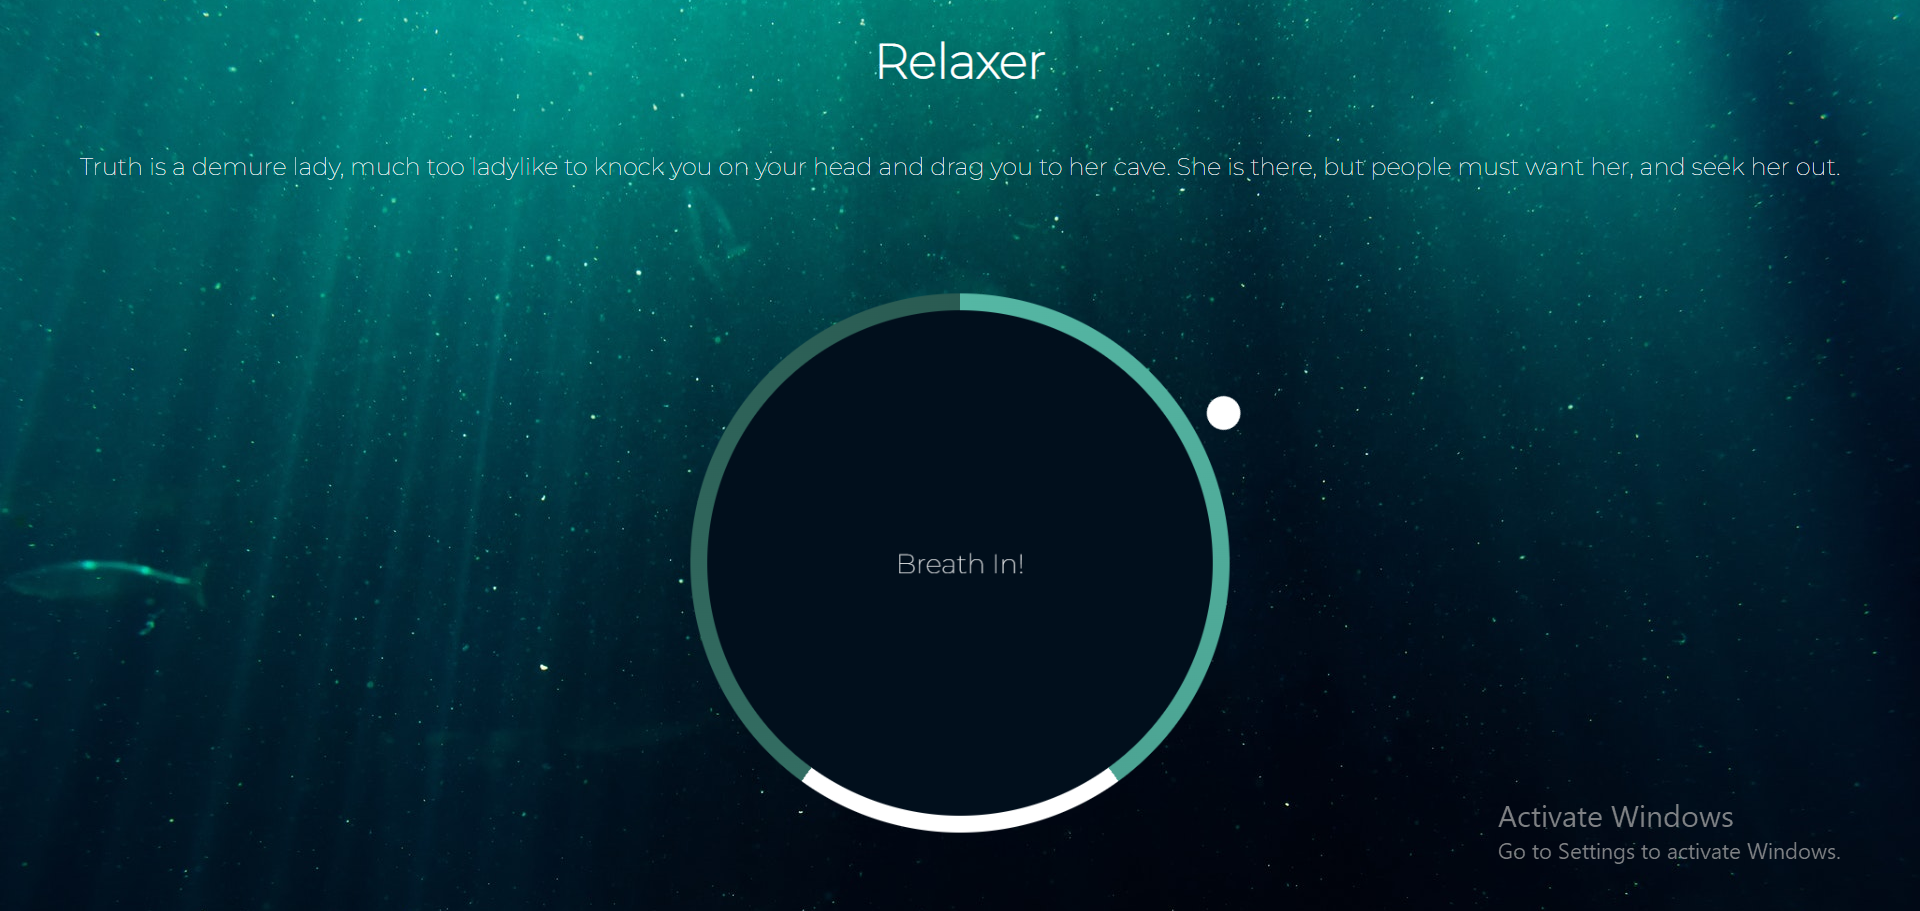 Relaxer
Truth is a demure lady, much too ladylike to knock you on your head and drag you to her cave. She is there, but people must want her, and seek her out.
Breath In!
Activate Windows
Go to Settings to activate Windows.